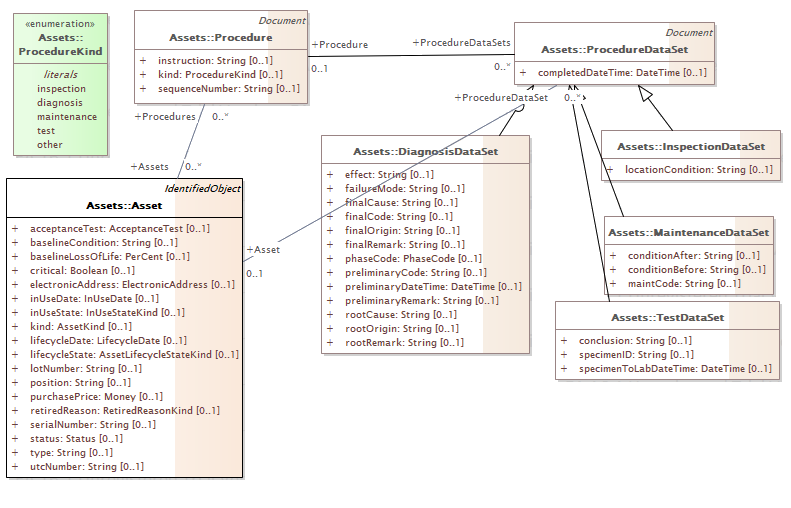 «enumeration»
Assets::
ProcedureKind
literals
inspection
diagnosis
maintenance
test
other
Document
Assets::Procedure
+ instruction: String [0..1]
+ kind: ProcedureKind [0..1]
+ sequenceNumber: String [0..1]
+Procedure
0..1
+ProcedureDataSets
0..*
Document
Assets::ProcedureDataSet
+ completedDateTime: DateTime [0..1]
+ProcedureDataSet
0..*
+Procedures
0..*
+Assets
0..*
IdentifiedObject
Assets::Asset
+ acceptanceTest: AcceptanceTest [0..1]
+ baselineCondition: String [0..1]
+ baselineLossOfLife: PerCent [0..1]
+ critical: Boolean [0..1]
+ electronicAddress: ElectronicAddress [0..1]
+ inUseDate: InUseDate [0..1]
+ inUseState: InUseStateKind [0..1]
+ kind: AssetKind [0..1]
+ lifecycleDate: LifecycleDate [0..1]
+ lifecycleState: AssetLifecycleStateKind [0..1]
+ lotNumber: String [0..1]
+ position: String [0..1]
+ purchasePrice: Money [0..1]
+ retiredReason: RetiredReasonKind [0..1]
+ serialNumber: String [0..1]
+ status: Status [0..1]
+ type: String [0..1]
+ utcNumber: String [0..1]
+Asset
0..1
Assets::DiagnosisDataSet
+ effect: String [0..1]
+ failureMode: String [0..1]
+ finalCause: String [0..1]
+ finalCode: String [0..1]
+ finalOrigin: String [0..1]
+ finalRemark: String [0..1]
+ phaseCode: PhaseCode [0..1]
+ preliminaryCode: String [0..1]
+ preliminaryDateTime: DateTime [0..1]
+ preliminaryRemark: String [0..1]
+ rootCause: String [0..1]
+ rootOrigin: String [0..1]
+ rootRemark: String [0..1]
Assets::InspectionDataSet
+ locationCondition: String [0..1]
Assets::MaintenanceDataSet
+ conditionAfter: String [0..1]
+ conditionBefore: String [0..1]
+ maintCode: String [0..1]
Assets::TestDataSet
+ conclusion: String [0..1]
+ specimenID: String [0..1]
+ specimenToLabDateTime: DateTime [0..1]